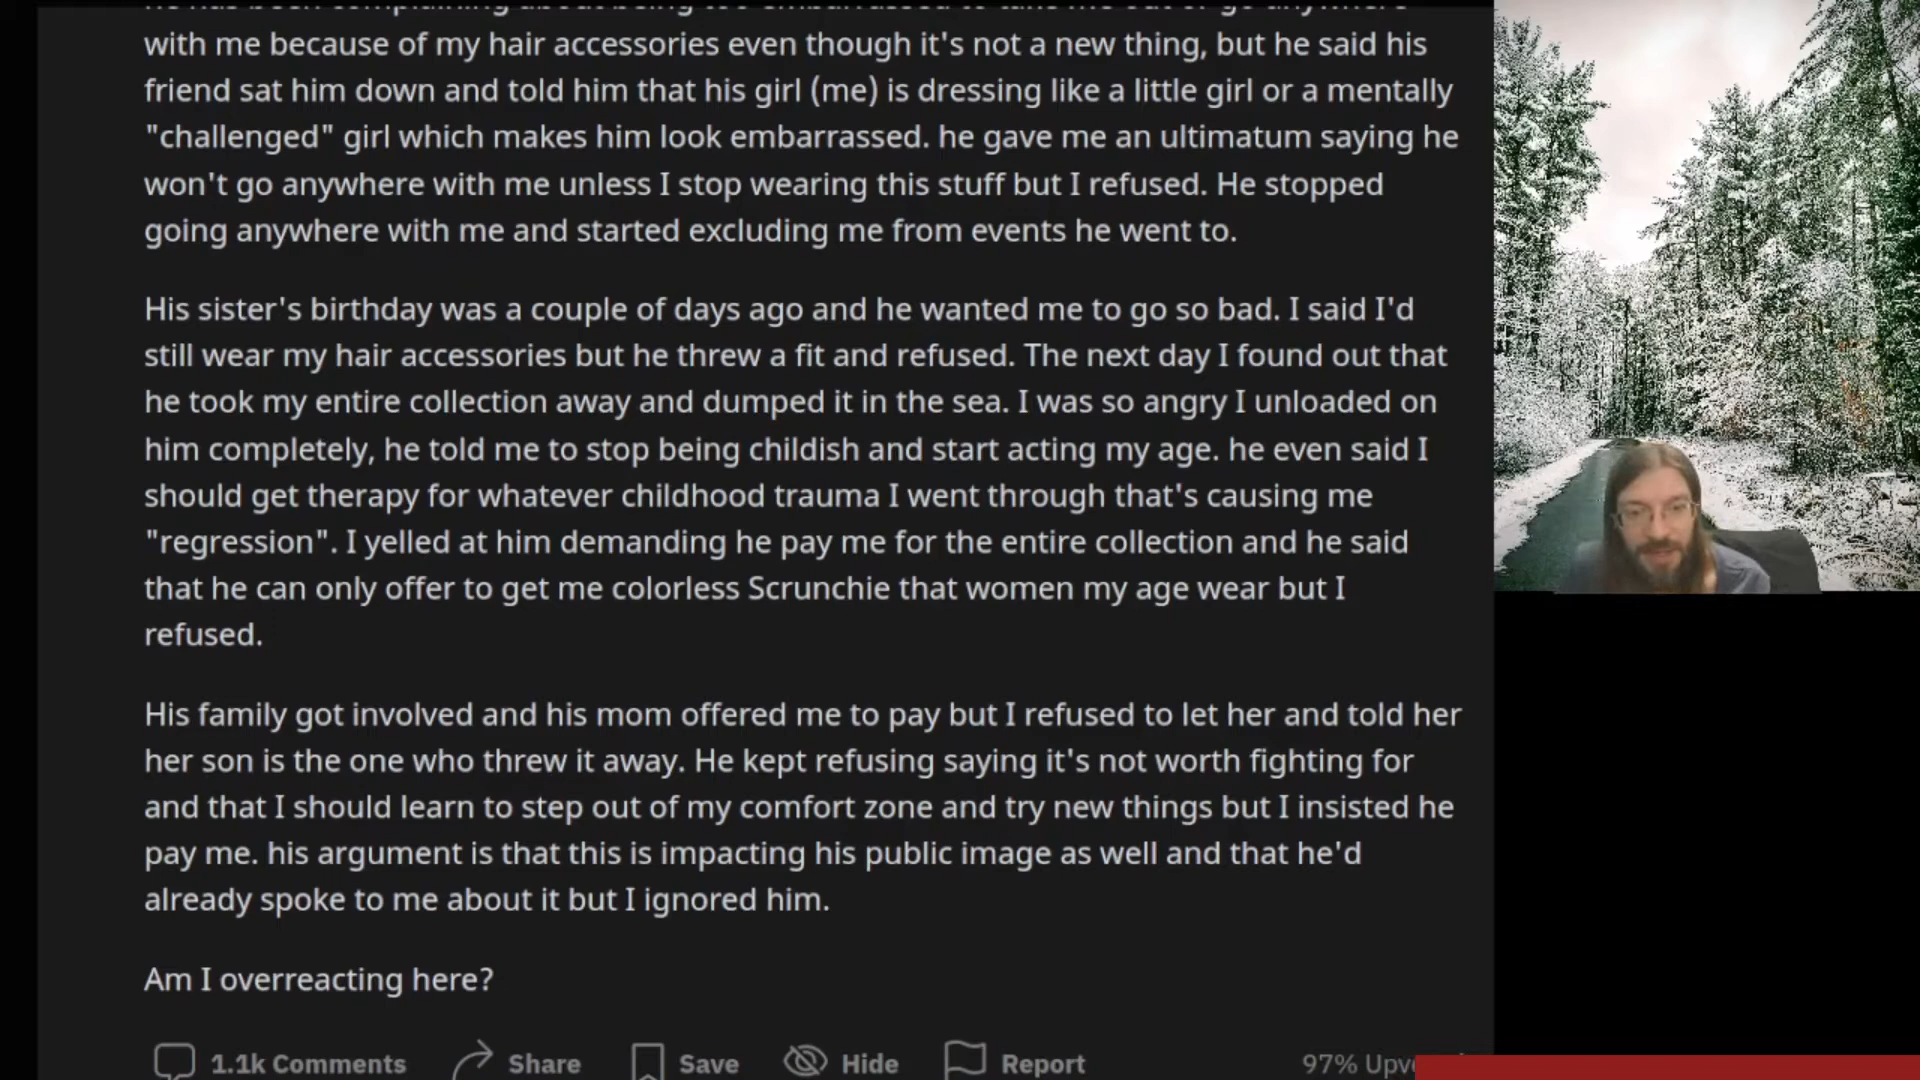 with me because of my hair accessories even though it's not a new thing, but he said his
friend sat him down and told him that his girl (me) is dressing like a little girl or a mentally
"challenged" girl which makes him look embarrassed. he gave me an ultimatum saying he
won't go anywhere with me unless I stop wearing this stuff but I refused. He stopped
going anywhere with me and started excluding me from events he went to.
His sister's birthday was a couple of days ago and he wanted me to go so bad. I said I'd
still wear my hair accessories but he threw a fit and refused. The next day I found out that
he took my entire collection away and dumped it in the sea. I was so angry I unloaded on
him completely, he told me to stop being childish and start acting my age. he even said I
should get therapy for whatever childhood trauma I went through that's causing me
"regression". I yelled at him demanding he pay me for the entire collection and he said
that he can only offer to get me colorless Scrunchie that women my age wear but I
refused.
His family got involved and his mom offered me to pay but I refused to let her and told her
her son is the one who threw it away. He kept refusing saying it's not worth fighting for
and that I should learn to step out of my comfort zone and try new things but I insisted he
pay me. his argument is that this is impacting his public image as well and that he'd
already spoke to me about it but I ignored him.
Am I overreacting here?
1.1k Comments Share Save Hide Report 97%